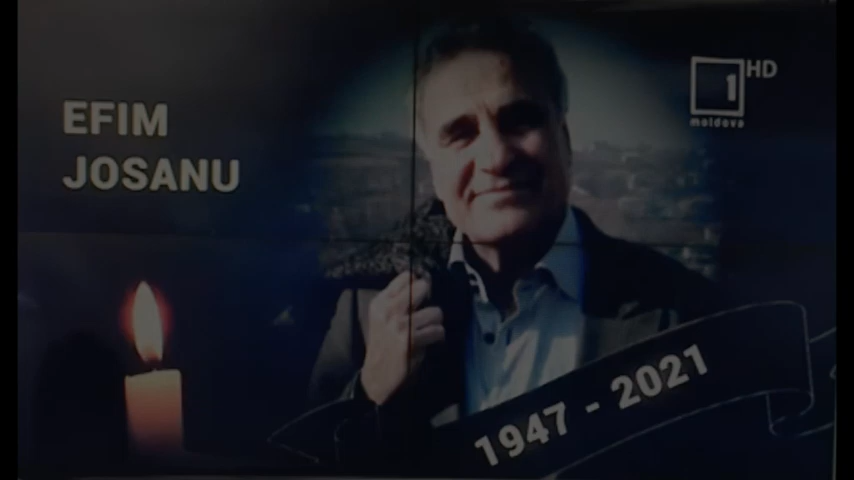 EFIM
JOSANU
1 HD
moldova
1947 - 2021